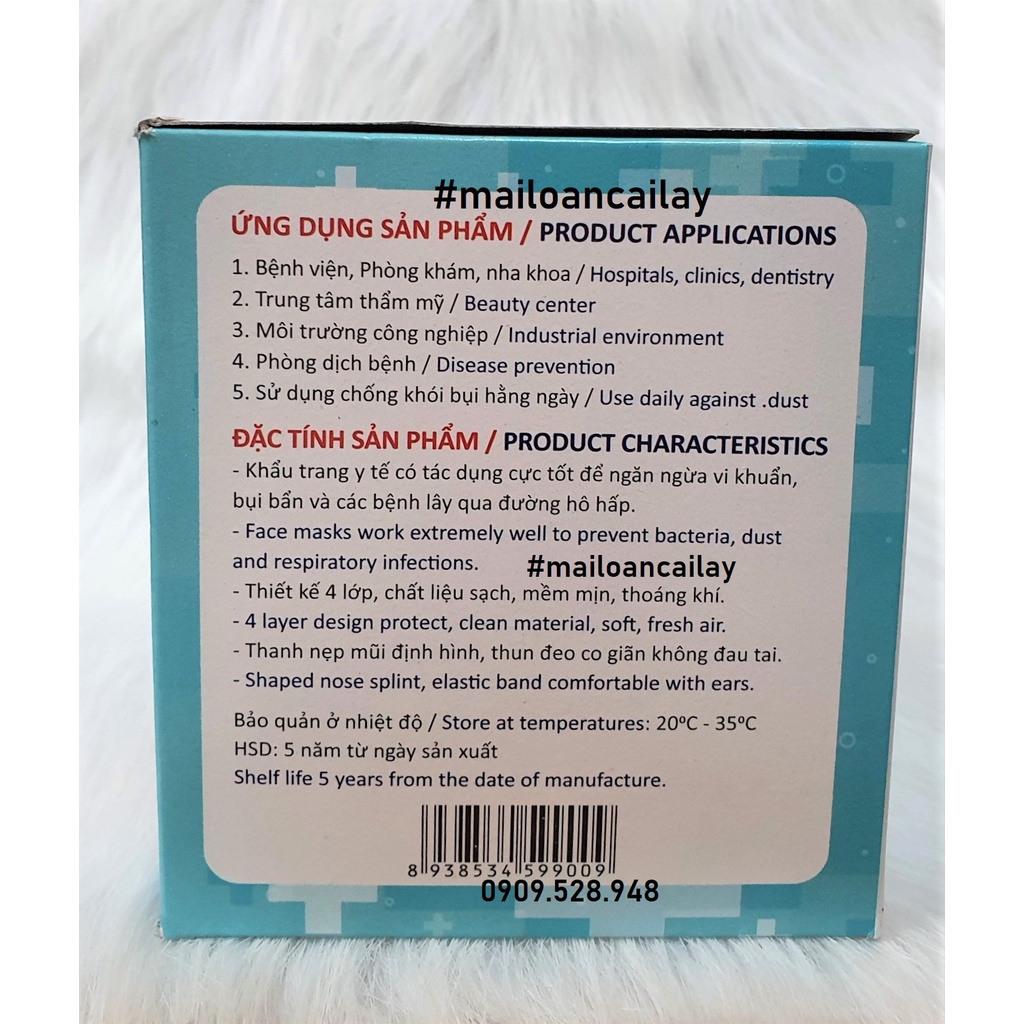 #mailoancailay
ỨNG DỤNG SẢN PHẨM / PRODUCT APPLICATIONS
1. Bệnh viện, Phòng khám, nha khoa / Hospitals, clinics, dentistry
2. Trung tâm thẩm mỹ / Beauty center
3. Môi trường công nghiệp / Industrial environment
4. Phòng dịch bệnh / Disease prevention
5. Sử dụng chống khói bụi hằng ngày / Use daily against .dust
ĐẶC TÍNH SẢN PHẨM / PRODUCT CHARACTERISTICS
- Khẩu trang y tế có tác dụng cực tốt để ngăn ngừa vi khuẩn,
bụi bẩn và các bệnh lây qua đường hô hấp.
- Face masks work extremely well to prevent bacteria, dust
and respiratory infections.
#mailoancailay
- Thiết kế 4 lớp, chất liệu sạch, mềm mịn, thoáng khí.
- 4 layer design protect, clean material, soft, fresh air.
- Thanh nẹp mũi định hình, thun đeo co giãn không đau tai.
- Shaped nose splint, elastic band comfortable with ears.
Bảo quản ở nhiệt độ / Store at temperatures: 20ºC - 35ºC
HSD: 5 năm từ ngày sản xuất
Shelf life 5 years from the date of manufacture.
8 938534 599009
0909.528.948